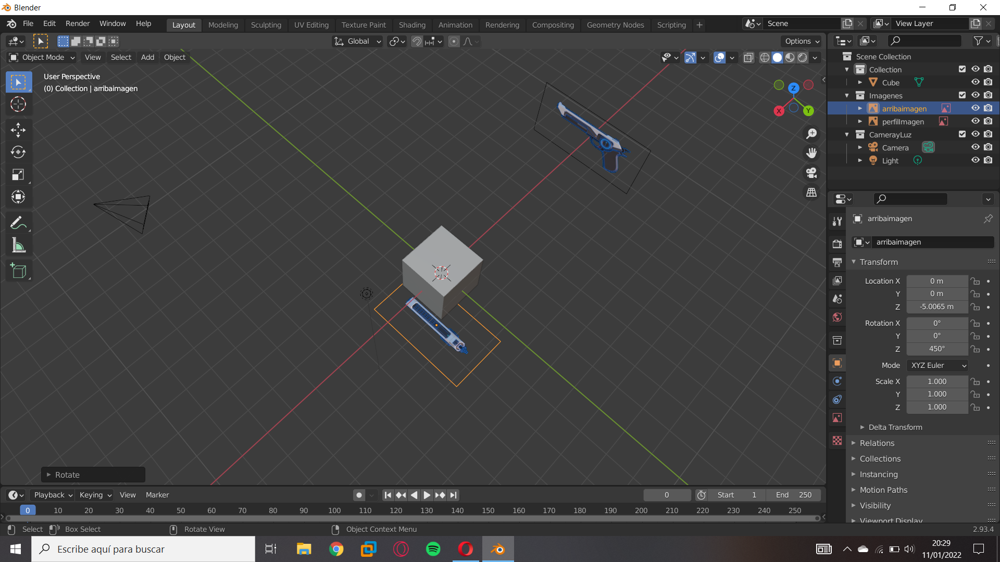 Blender
File Edit Render Window Help
Layout Modeling Sculpting UV Editing Texture Paint Shading Animation Rendering Compositing Geometry Nodes Scripting +
Scene
View Layer
Global
Options
Object Mode View Select Add Object
User Perspective
(0) Collection | arribaimagen
Z
X
Y
Scene Collection
Collection
Cube
Imagenes
arribaimagen
perfilImagen
CamerayLuz
Camera
Light
arribaimagen
arribaimagen
Transform
Location X 0 m
Y 0 m
Z -5.0065 m
Rotation X 0°
Y 0°
Z 450°
Mode XYZ Euler
Scale X 1.000
Y 1.000
Z 1.000
Delta Transform
Relations
Collections
Instancing
Motion Paths
Visibility
Viewport Display
Rotate
Playback Keying View Marker
0 Start 1 End 250
0 10 20 30 40 50 60 70 80 90 100 110 120 130 140 150 160 170 180 190 200 210 220 230 240 250
Select Box Select Rotate View Object Context Menu 2.93.4
Escribe aquí para buscar
20:29
11/01/2022